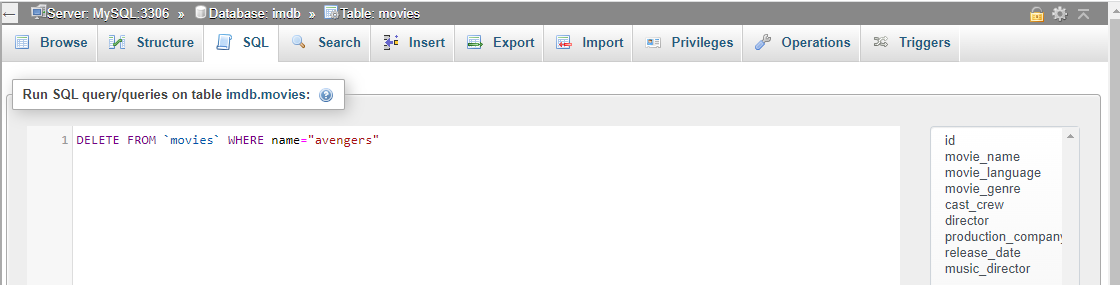 Server: MySQL:3306 » Database: imdb » Table: movies
Browse Structure SQL Search Insert Export Import Privileges Operations Triggers
Run SQL query/queries on table imdb.movies:
1 DELETE FROM `movies` WHERE name="avengers"
id
movie_name
movie_language
movie_genre
cast_crew
director
production_company
release_date
music_director